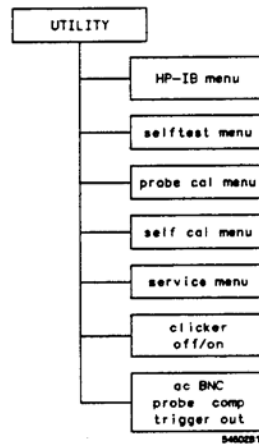 UTILITY
HP-IB menu
selftest menu
probe cal menu
self cal menu
service menu
clicker
off/on
ac BNC
probe comp
trigger out